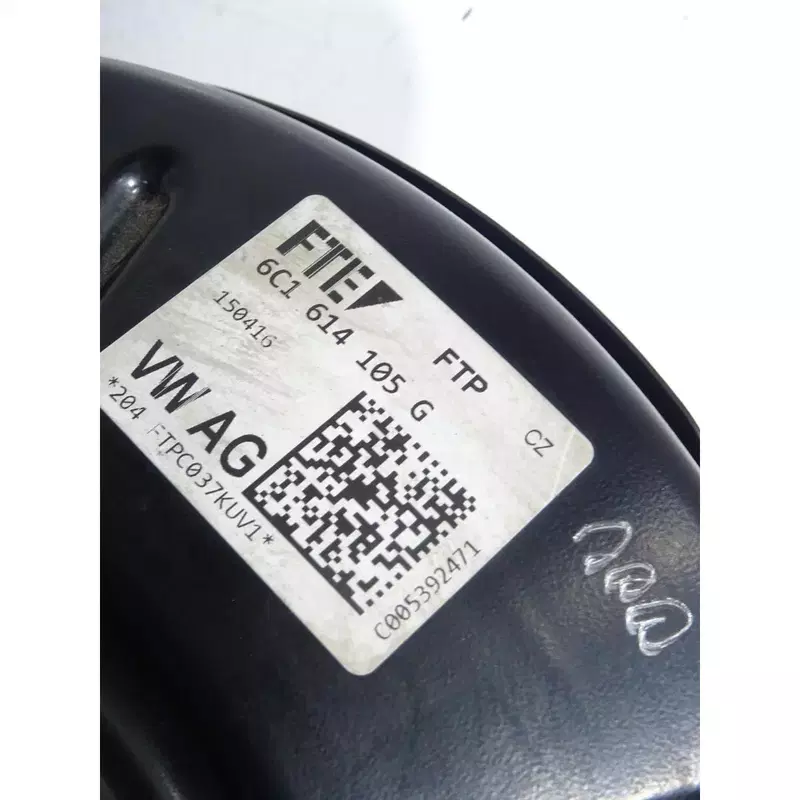 FTE
6C1 614 105 G
FTP
CZ
150416
VW AG
*204 FTPC037KUV1*
C005392471